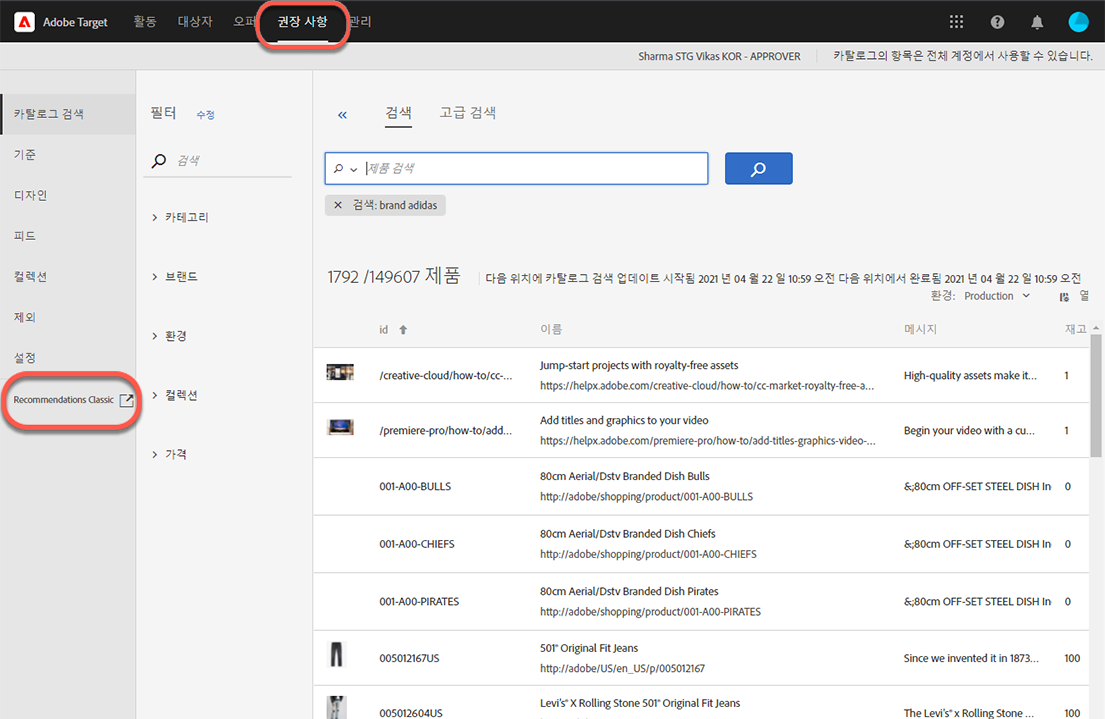 Adobe Target 활동 대상자 오퍼 권장 사항 관리
Sharma STG Vikas KOR - APPROVER 카탈로그의 항목은 전체 계정에서 사용할 수 있습니다.
카탈로그 검색
기준
디자인
피드
컬렉션
제외
설정
Recommendations Classic
필터 수정
검색
카테고리
브랜드
환경
컬렉션
가격
검색 고급 검색
제품 검색
검색: brand adidas
1792 /149607 제품 다음 위치에 카탈로그 검색 업데이트 시작됨 2021 년 04 월 22 일 10:59 오전 다음 위치에서 완료됨 2021 년 04 월 22 일 10:59 오전
환경: Production 열
id 이름 메시지 재고
/creative-cloud/how-to/cc-... Jump-start projects with royalty-free assets High-quality assets make it... 1
https://helpx.adobe.com/creative-cloud/how-to/cc-market-royalty-free-a...
/premiere-pro/how-to/add... Add titles and graphics to your video Begin your video with a cu... 1
https://helpx.adobe.com/premiere-pro/how-to/add-titles-graphics-video-...
001-A00-BULLS 80cm Aerial/Dstv Branded Dish Bulls &;80cm OFF-SET STEEL DISH In 0
http://adobe/shopping/product/001-A00-BULLS
001-A00-CHIEFS 80cm Aerial/Dstv Branded Dish Chiefs &;80cm OFF-SET STEEL DISH In 0
http://adobe/shopping/product/001-A00-CHIEFS
001-A00-PIRATES 80cm Aerial/Dstv Branded Dish Pirates &;80cm OFF-SET STEEL DISH In 0
http://adobe/shopping/product/001-A00-PIRATES
005012167US 501® Original Fit Jeans Since we invented it in 1873... 100
http://adobe/US/en_US/p/005012167
005012604US Levi's® X Rolling Stone 501® Original Fit Jeans The Levi's® x Rolling Stone ... 100